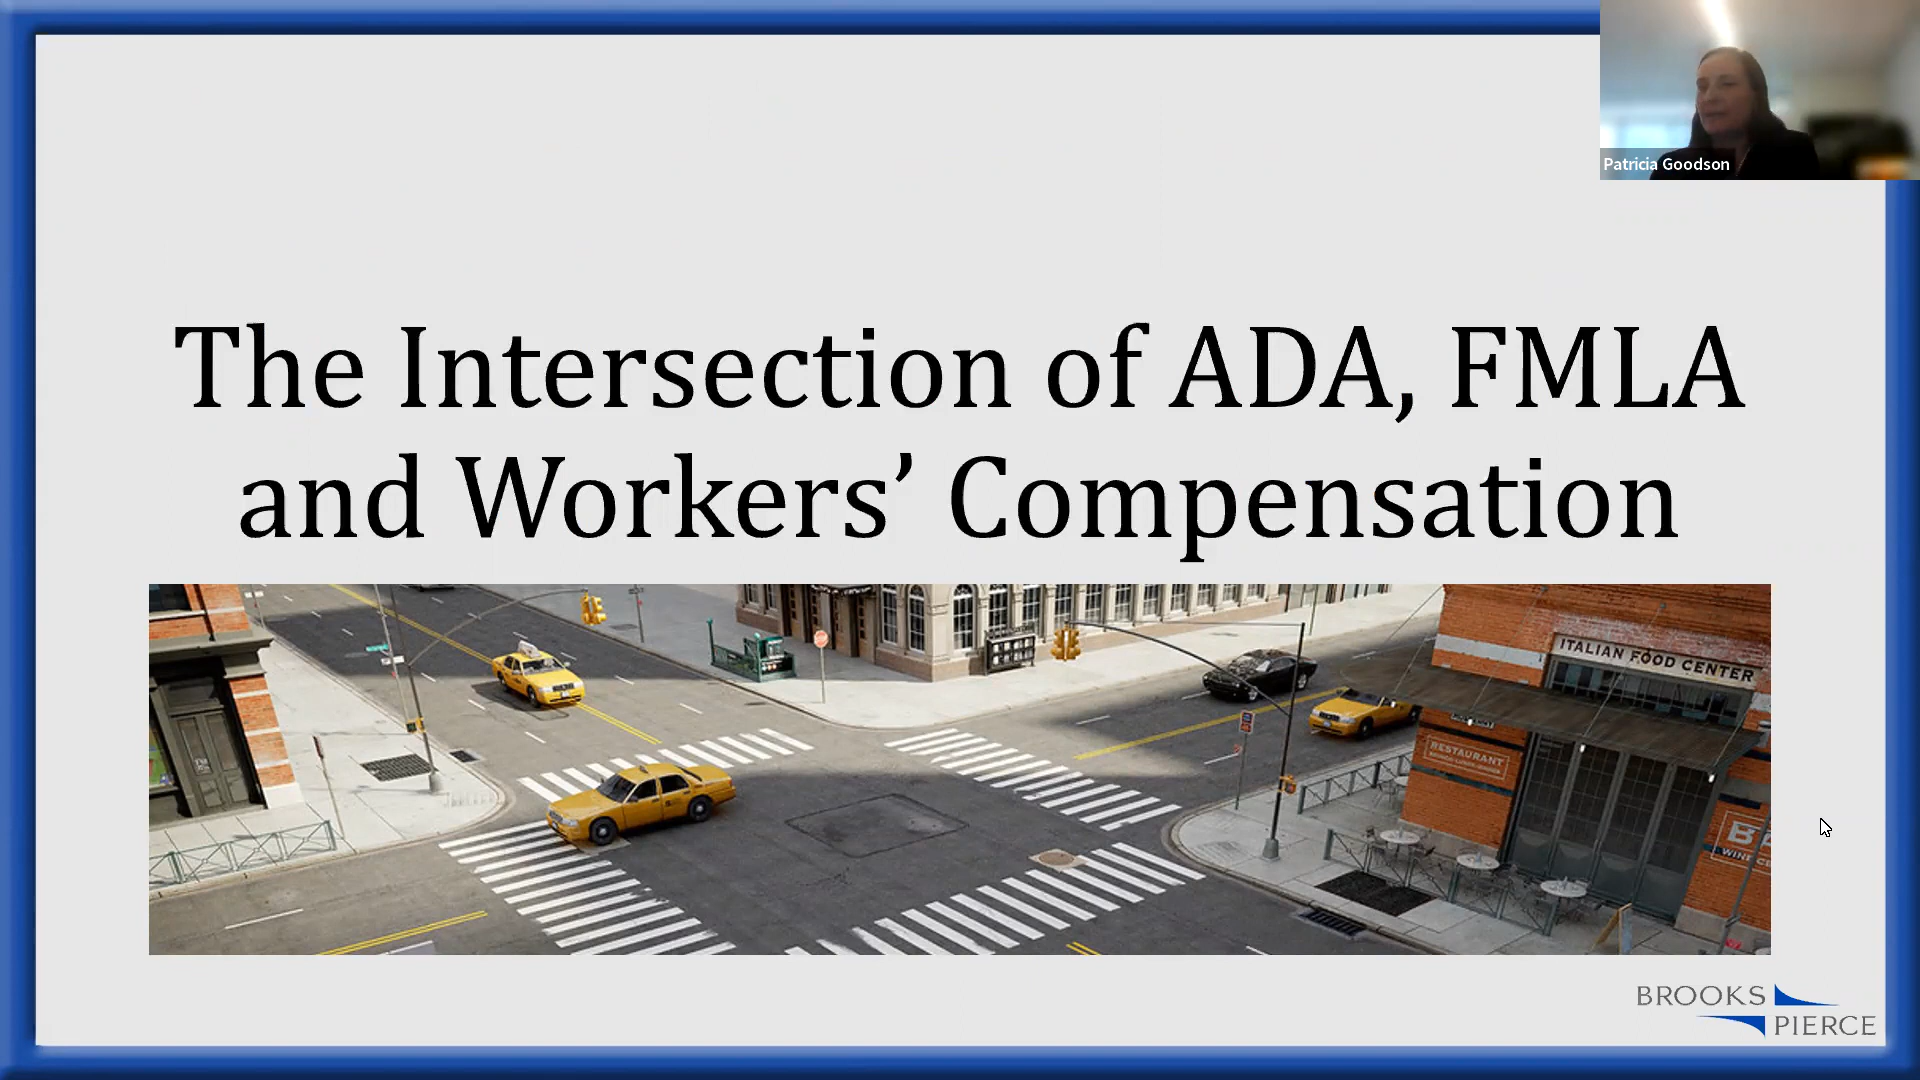 Patricia Goodson
The Intersection of ADA, FMLA
and Workers’ Compensation
ITALIAN FOOD CENTER
RESTAURANT
BROOKS
PIERCE